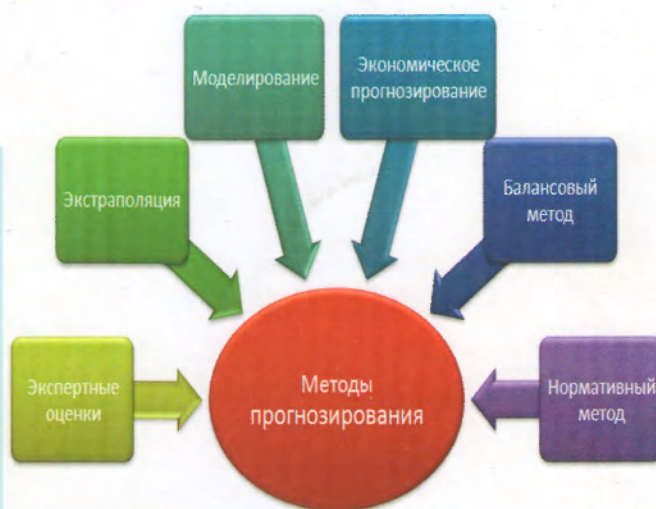 Моделирование
Экономическое
прогнозирование
Экстраполяция
Балансовый
метод
Экспертные
оценки
Методы
прогнозирования
Нормативный
метод